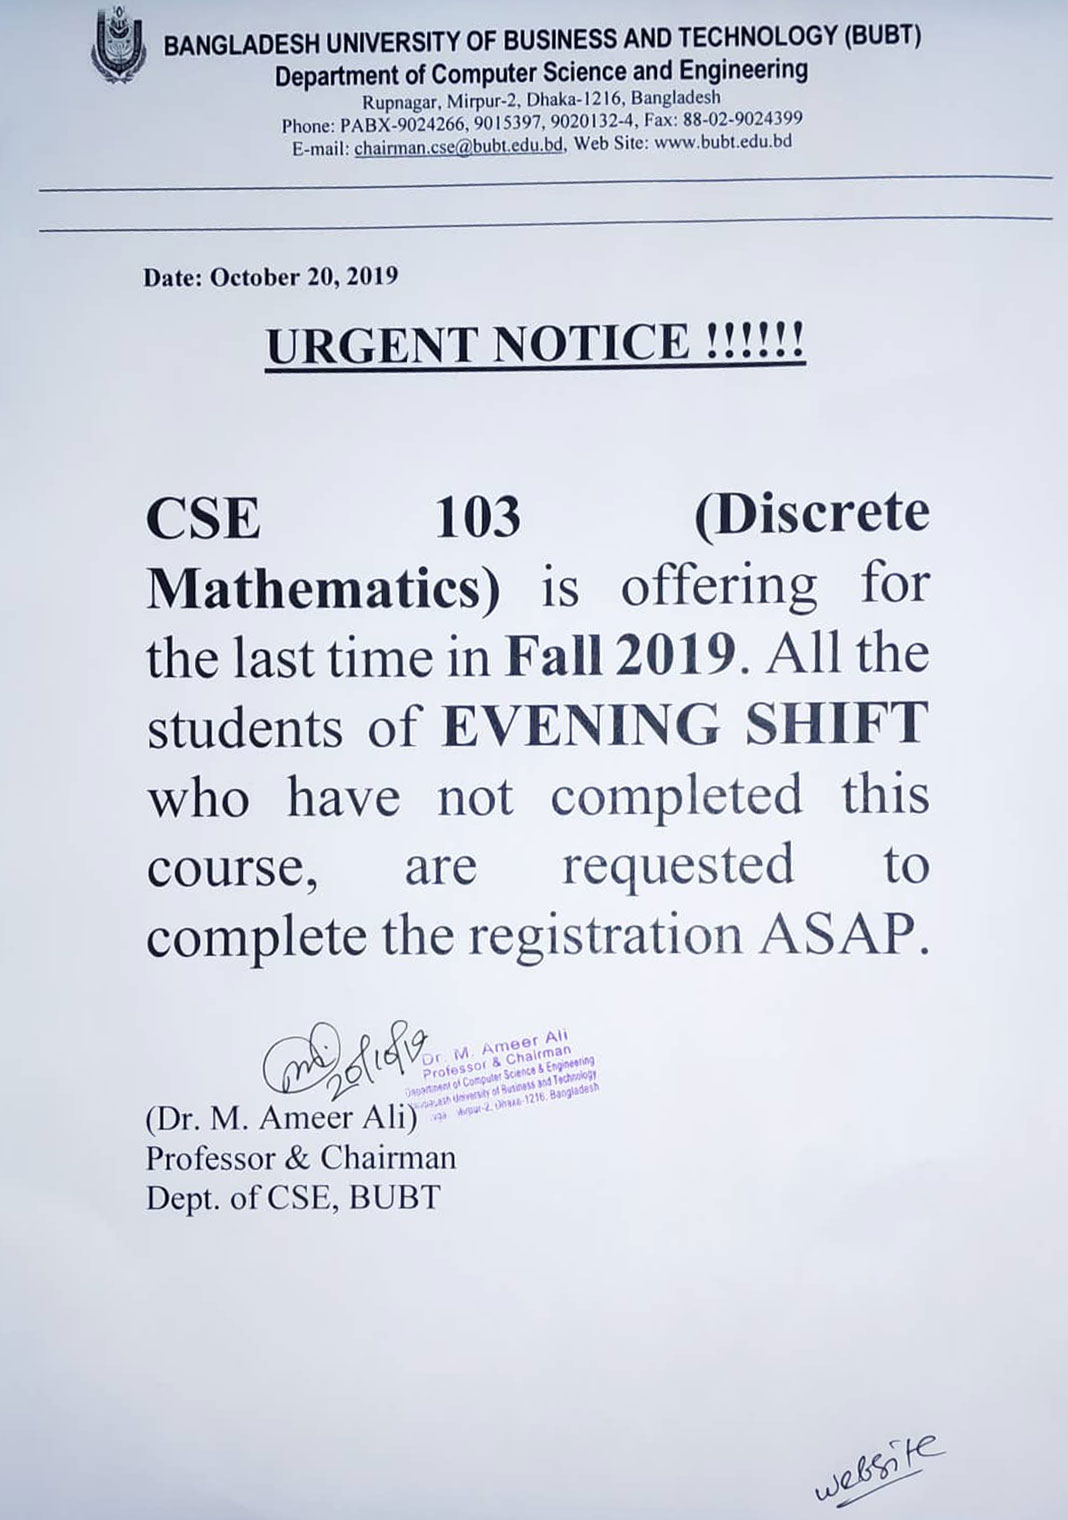 BANGLADESH UNIVERSITY OF BUSINESS AND TECHNOLOGY (BUBT)
Department of Computer Science and Engineering
Rupnagar, Mirpur-2, Dhaka-1216, Bangladesh
Phone: PABX-9024266, 9015397, 9020132-4, Fax: 88-02-9024399
E-mail: chairman.cse@bubt.edu.bd, Web Site: www.bubt.edu.bd
Date: October 20, 2019
URGENT NOTICE !!!!!!
CSE 103 (Discrete
Mathematics) is offering for
the last time in Fall 2019. All the
students of EVENING SHIFT
who have not completed this
course, are requested to
complete the registration ASAP.
20/10/19
Dr. M. Ameer Ali
Professor & Chairman
Department of Computer Science & Engineering
University of Business and Technology
Mirpur-2, Dhaka-1216, Bangladesh
(Dr. M. Ameer Ali)
Professor & Chairman
Dept. of CSE, BUBT
website